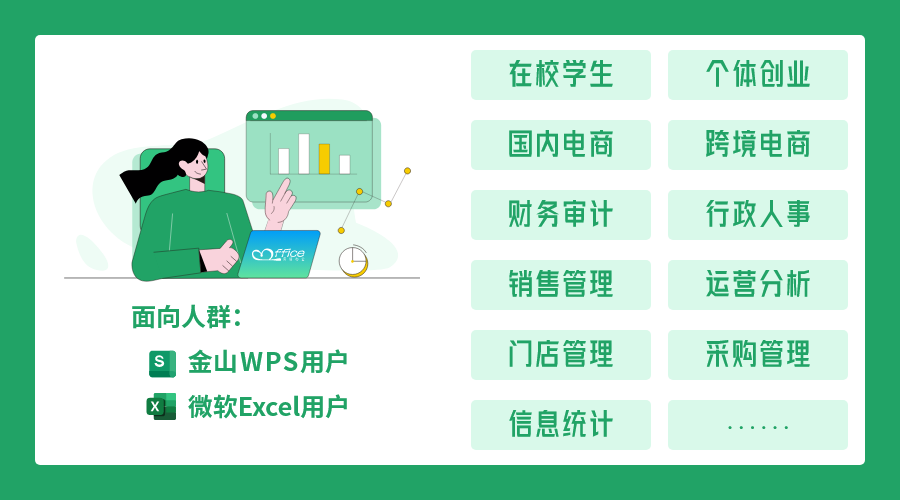 ffice
面向人群：
S
金山WPS用户
X
微软Excel用户
在校学生
个体创业
国内电商
跨境电商
财务审计
行政人事
销售管理
运营分析
门店管理
采购管理
信息统计
......